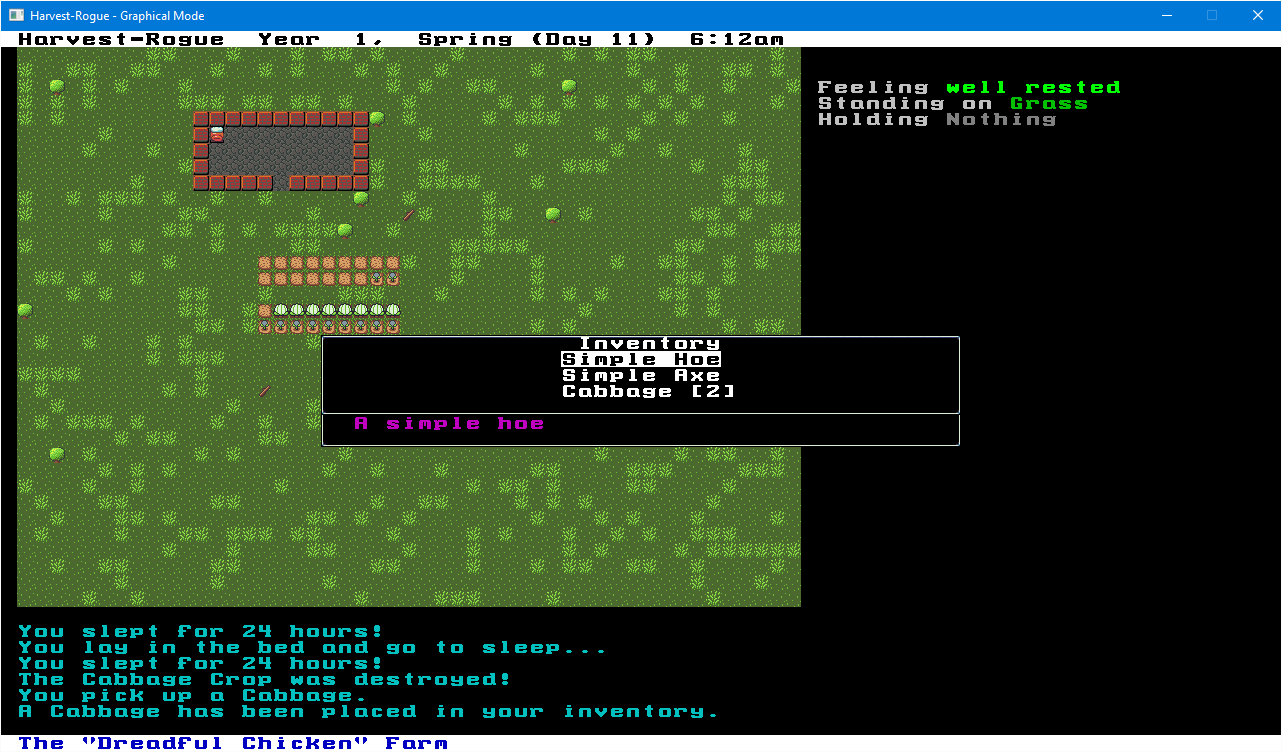 Harvest-Rogue - Graphical Mode
Harvest-Rogue Year 1, Spring (Day 11) 6:12am
Feeling well rested
Standing on Grass
Holding Nothing
Inventory
Simple Hoe
Simple Axe
Cabbage [2]
A simple hoe
You slept for 24 hours!
You lay in the bed and go to sleep...
You slept for 24 hours!
The Cabbage Crop was destroyed!
You pick up a Cabbage.
A Cabbage has been placed in your inventory.
The "Dreadful Chicken" Farm